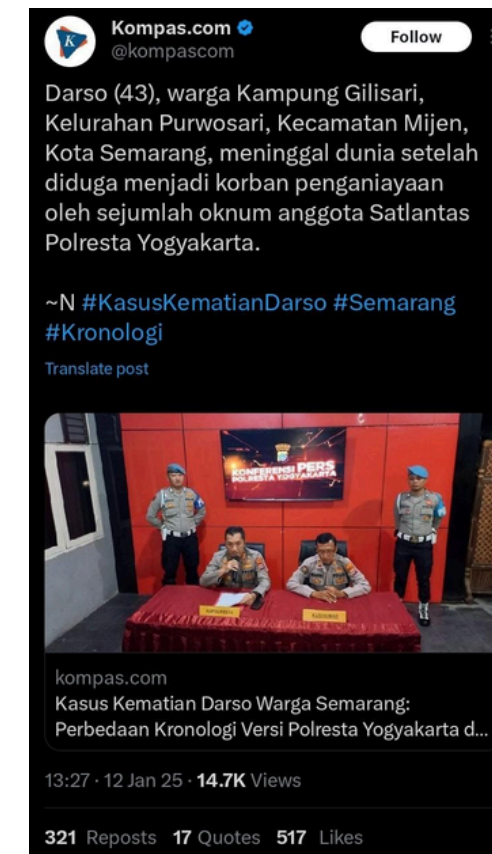 Kompas.com
Follow
@kompascom
Darso (43), warga Kampung Gilisari,
Kelurahan Purwosari, Kecamatan Mijen,
Kota Semarang, meninggal dunia setelah
diduga menjadi korban penganiayaan
oleh sejumlah oknum anggota Satlantas
Polresta Yogyakarta.
~N #KasusKematianDarso #Semarang
#Kronologi
Translate post
KONFERENSI PERS
POLRESTA YOGYAKARTA
kompas.com
Kasus Kematian Darso Warga Semarang:
Perbedaan Kronologi Versi Polresta Yogyakarta d...
13:27 · 12 Jan 25 · 14.7K Views
321 Reposts 17 Quotes 517 Likes